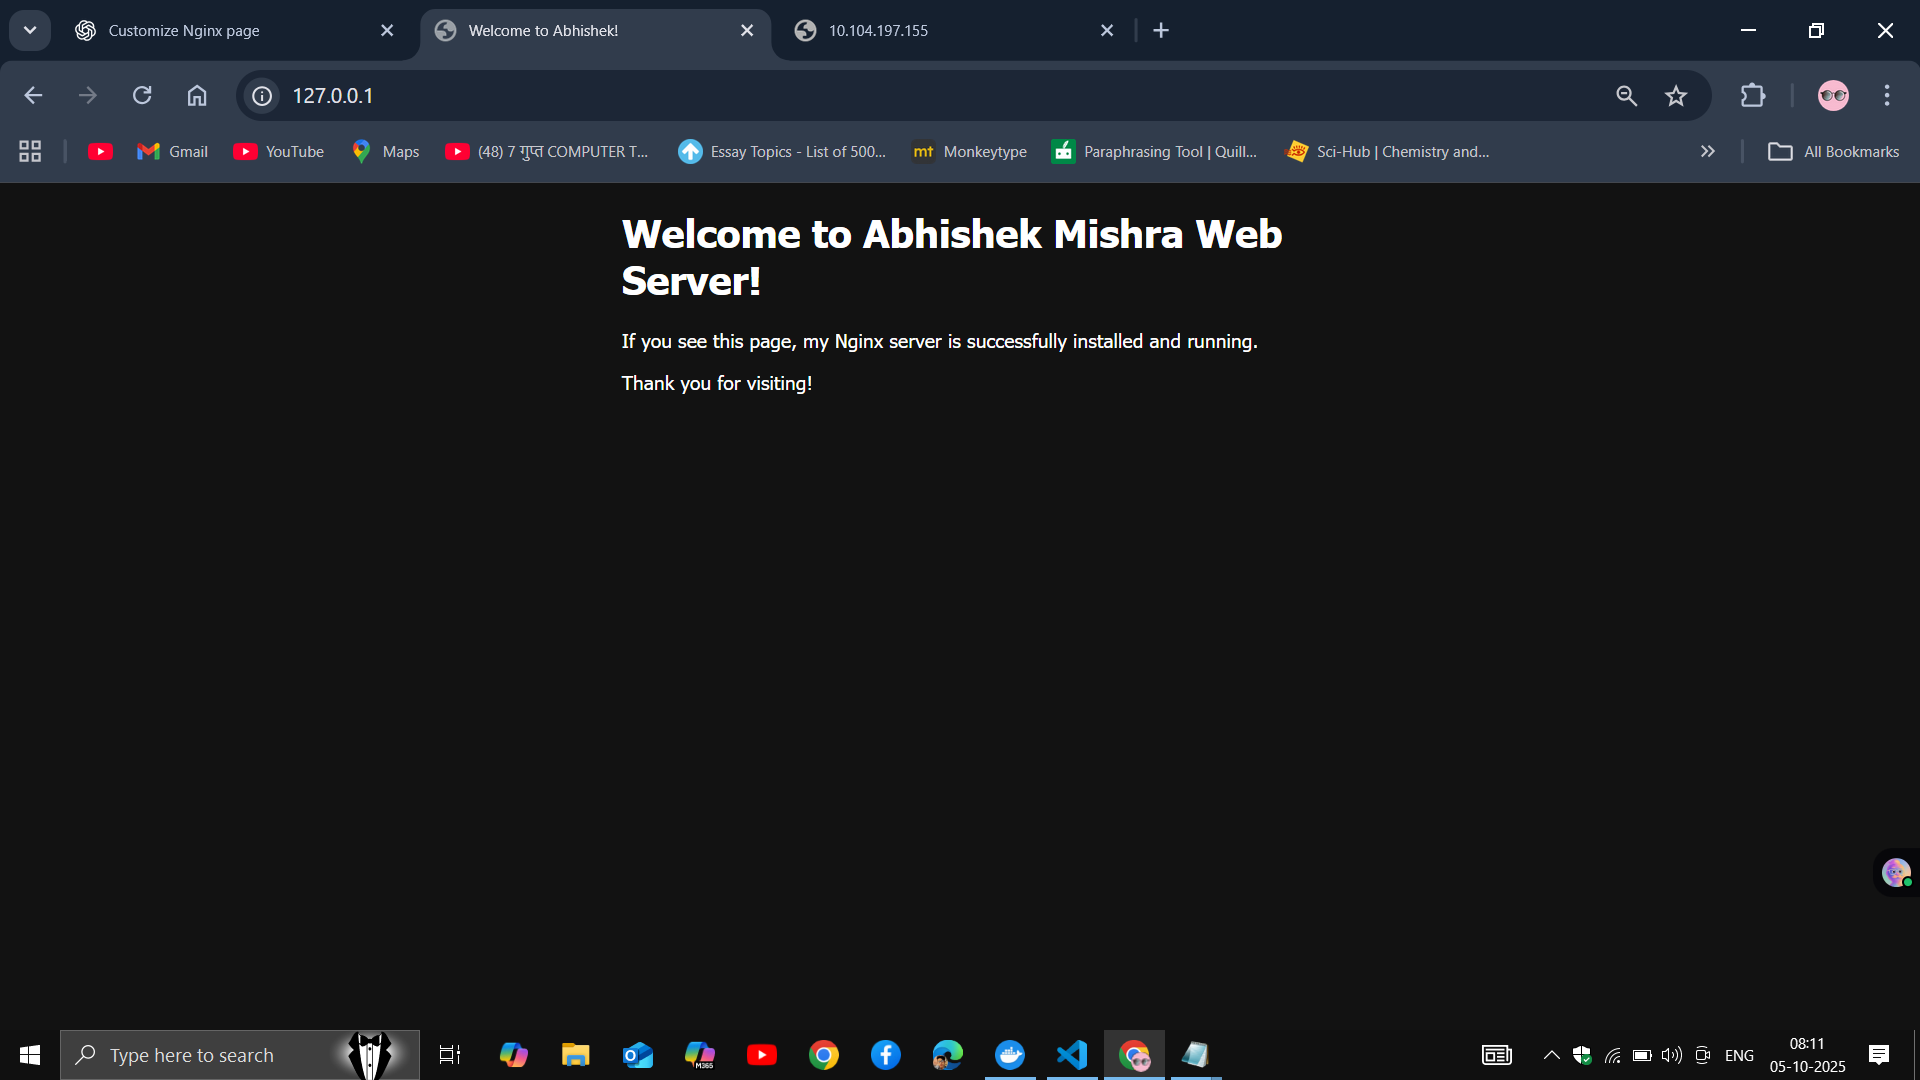 Customize Nginx page
Welcome to Abhishek!
10.104.197.155
127.0.0.1
Gmail
YouTube
Maps
(48) 7 गुप्त COMPUTER T...
Essay Topics - List of 500...
mt Monkeytype
Paraphrasing Tool | Quill...
Sci-Hub | Chemistry and...
All Bookmarks
Welcome to Abhishek Mishra Web
Server!
If you see this page, my Nginx server is successfully installed and running.
Thank you for visiting!
Type here to search
M365
ENG
08:11
05-10-2025